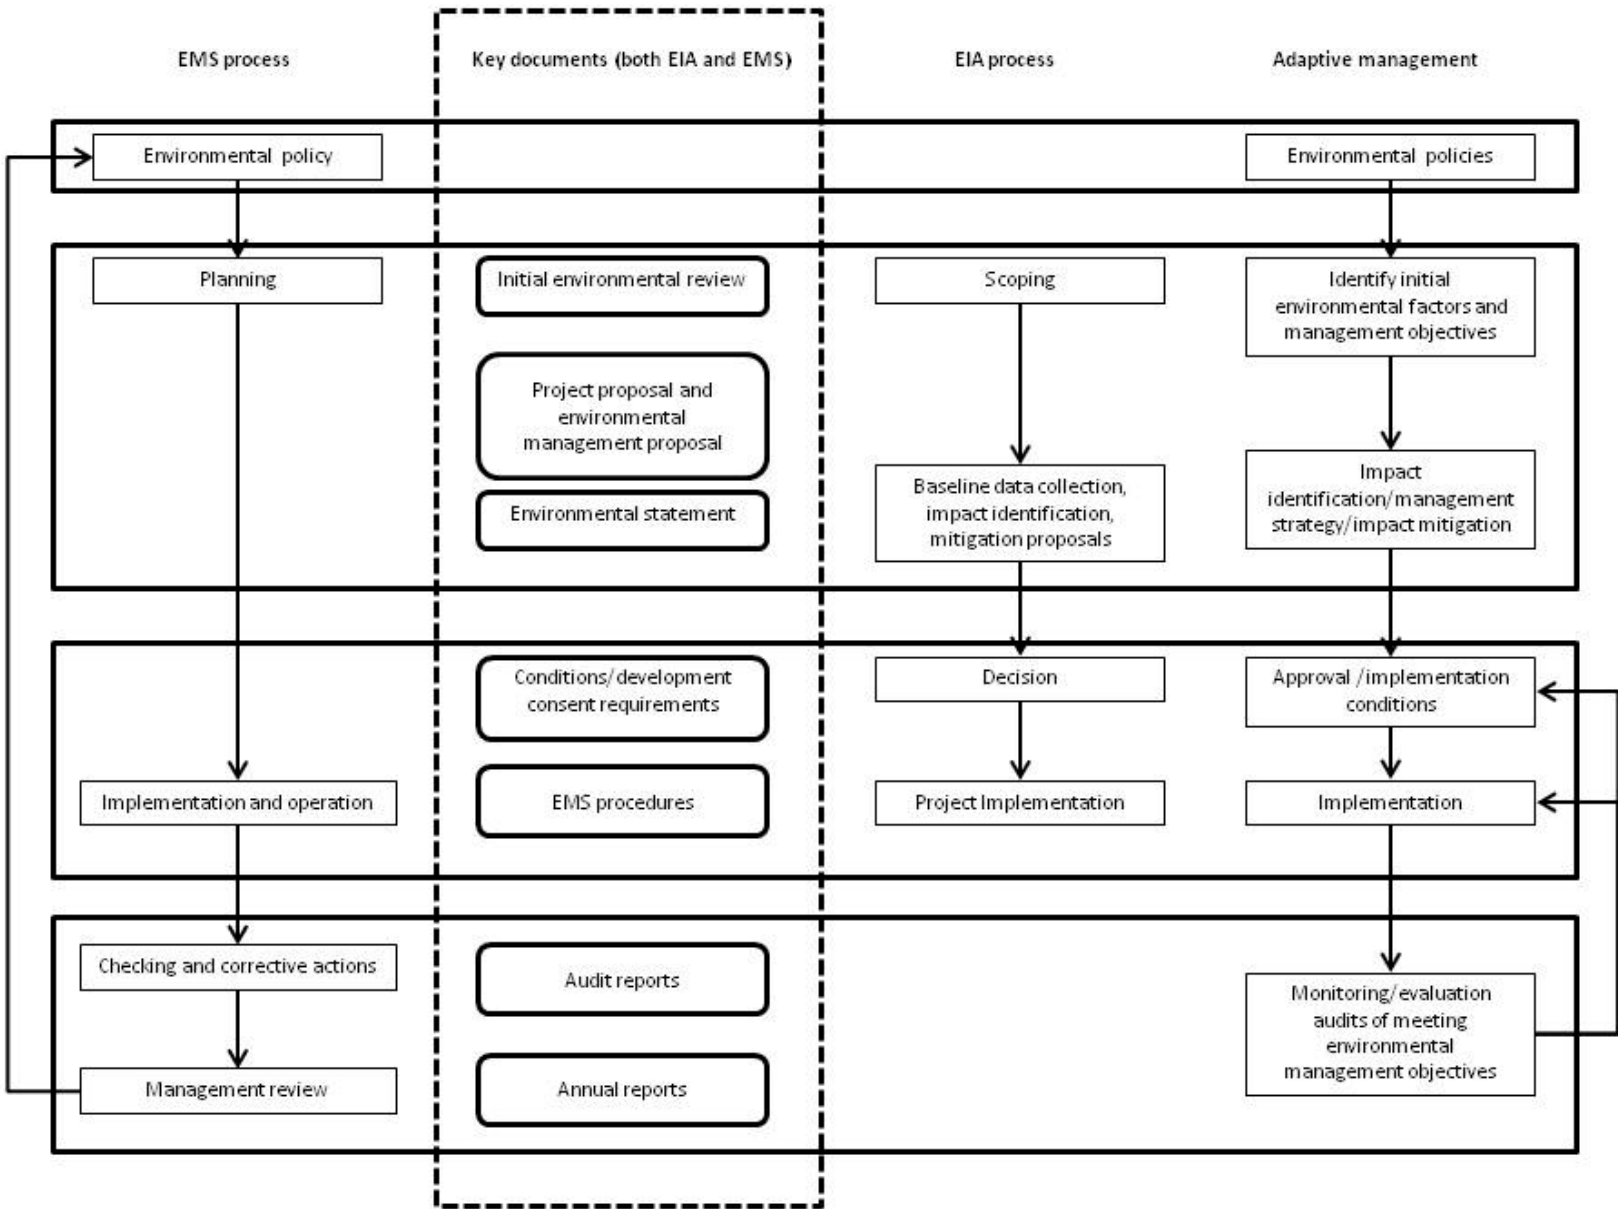 EMS process
Key documents (both EIA and EMS)
EIA process
Adaptive management
Environmental policy
Environmental policies
Planning
Initial environmental review
Scoping
Identify initial
environmental factors and
management objectives
Project proposal and
environmental
management proposal
Environmental statement
Baseline data collection,
impact identification,
mitigation proposals
Impact
identification/management
strategy/impact mitigation
Conditions/development
consent requirements
Decision
Approval /implementation
conditions
Implementation and operation
EMS procedures
Project Implementation
Implementation
Checking and corrective actions
Audit reports
Monitoring/evaluation
audits of meeting
environmental
management objectives
Management review
Annual reports